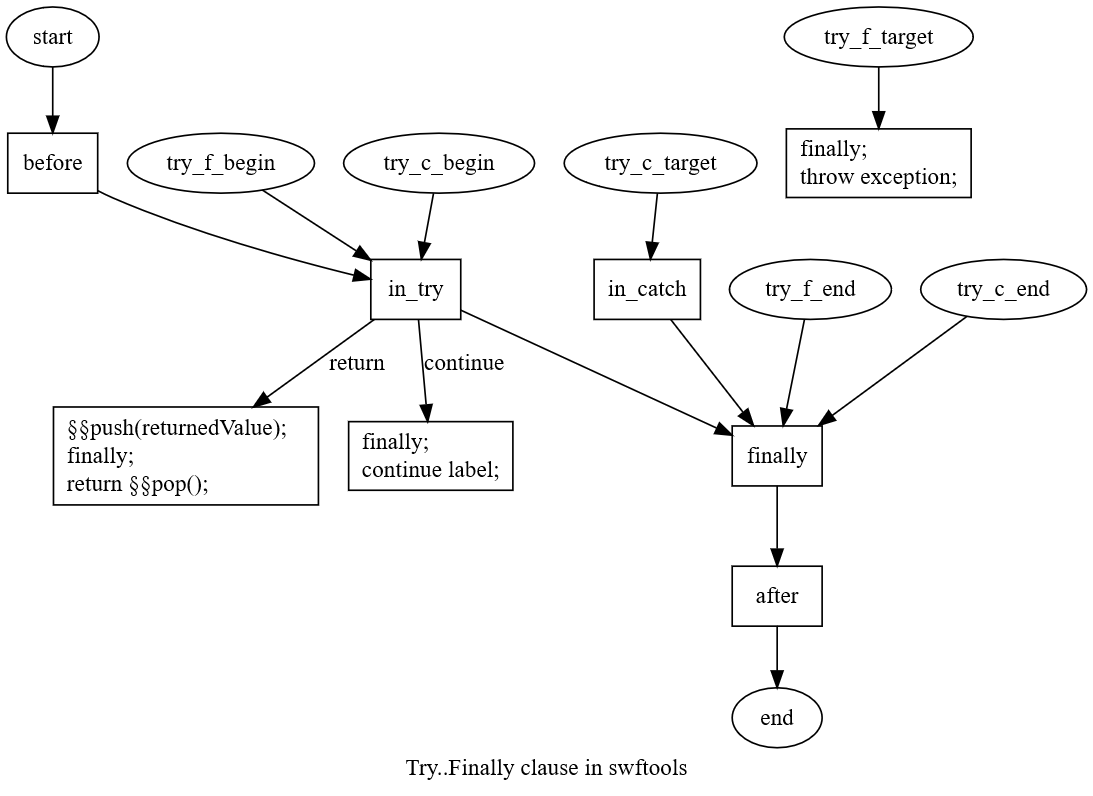 start
try_f_target
before
try_f_begin
try_c_begin
try_c_target
finally;
throw exception;
in_try
in_catch
try_f_end
try_c_end
return
continue
§§push(returnedValue);
finally;
return §§pop();
finally;
continue label;
finally
after
end
Try..Finally clause in swftools